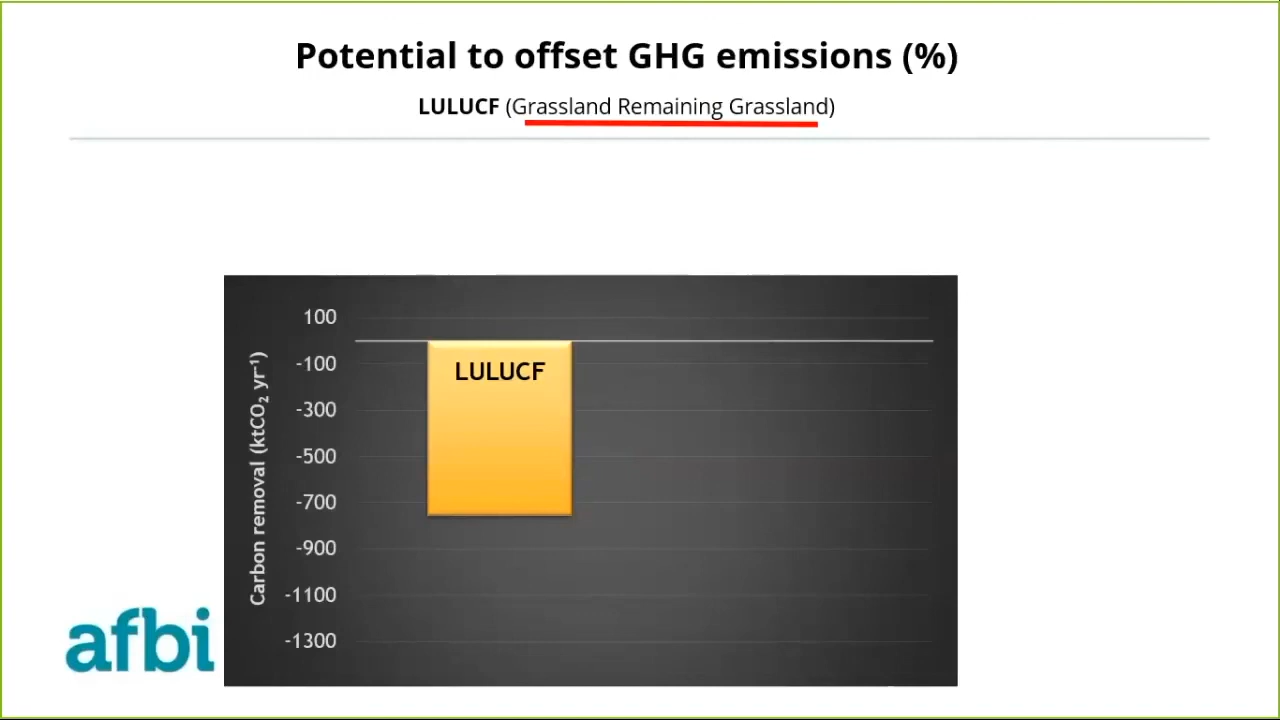 Potential to offset GHG emissions (%)
LULUCF (Grassland Remaining Grassland)
100
-100
-300
-500
-700
-900
-1100
-1300
Carbon removal (ktCO₂ yr⁻¹)
LULUCF
afbi